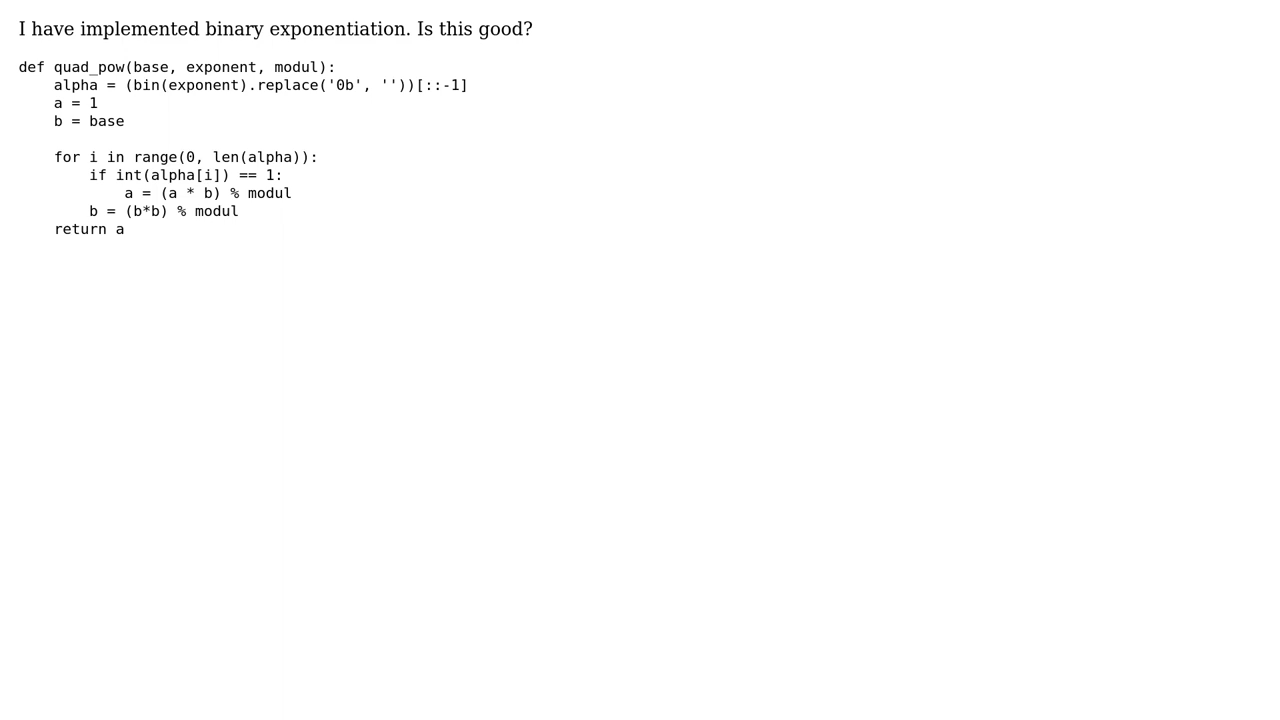 I have implemented binary exponentiation. Is this good?
def quad_pow(base, exponent, modul):
    alpha = (bin(exponent).replace('0b', ''))[::-1]
    a = 1
    b = base

    for i in range(0, len(alpha)):
        if int(alpha[i]) == 1:
            a = (a * b) % modul
        b = (b*b) % modul
    return a